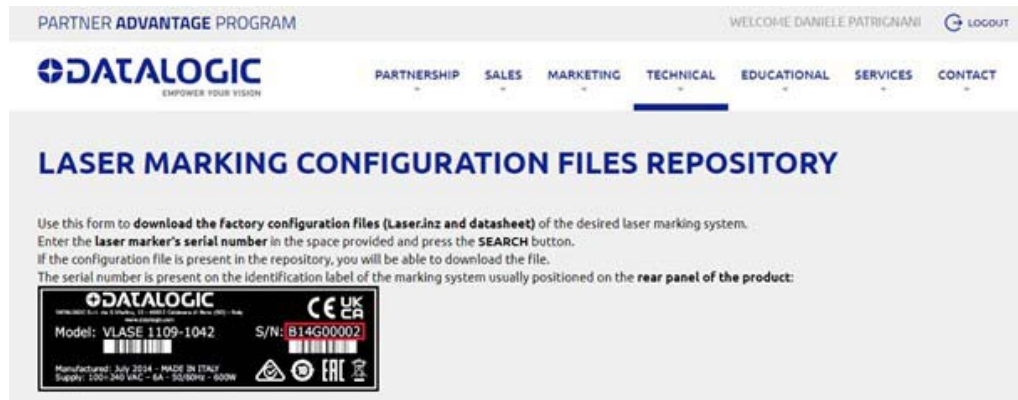 PARTNER ADVANTAGE PROGRAM
WELCOME DANIELE PATRIGNANI LOGOUT
DATALOGIC
EMPOWER YOUR VISION
PARTNERSHIP SALES MARKETING TECHNICAL EDUCATIONAL SERVICES CONTACT
LASER MARKING CONFIGURATION FILES REPOSITORY
Use this form to download the factory configuration files (Laser.inz and datasheet) of the desired laser marking system.
Enter the laser marker's serial number in the space provided and press the SEARCH button.
If the configuration file is present in the repository, you will be able to download the file.
The serial number is present on the identification label of the marking system usually positioned on the rear panel of the product:
DATALOGIC
CE UK CA
Model: VLASE 1109-1042 S/N: B14G00002
Manufactured: July 2014 - MADE IN ITALY
Supply: 100÷240 VAC - 6A - 50/60Hz - 600W
EAC